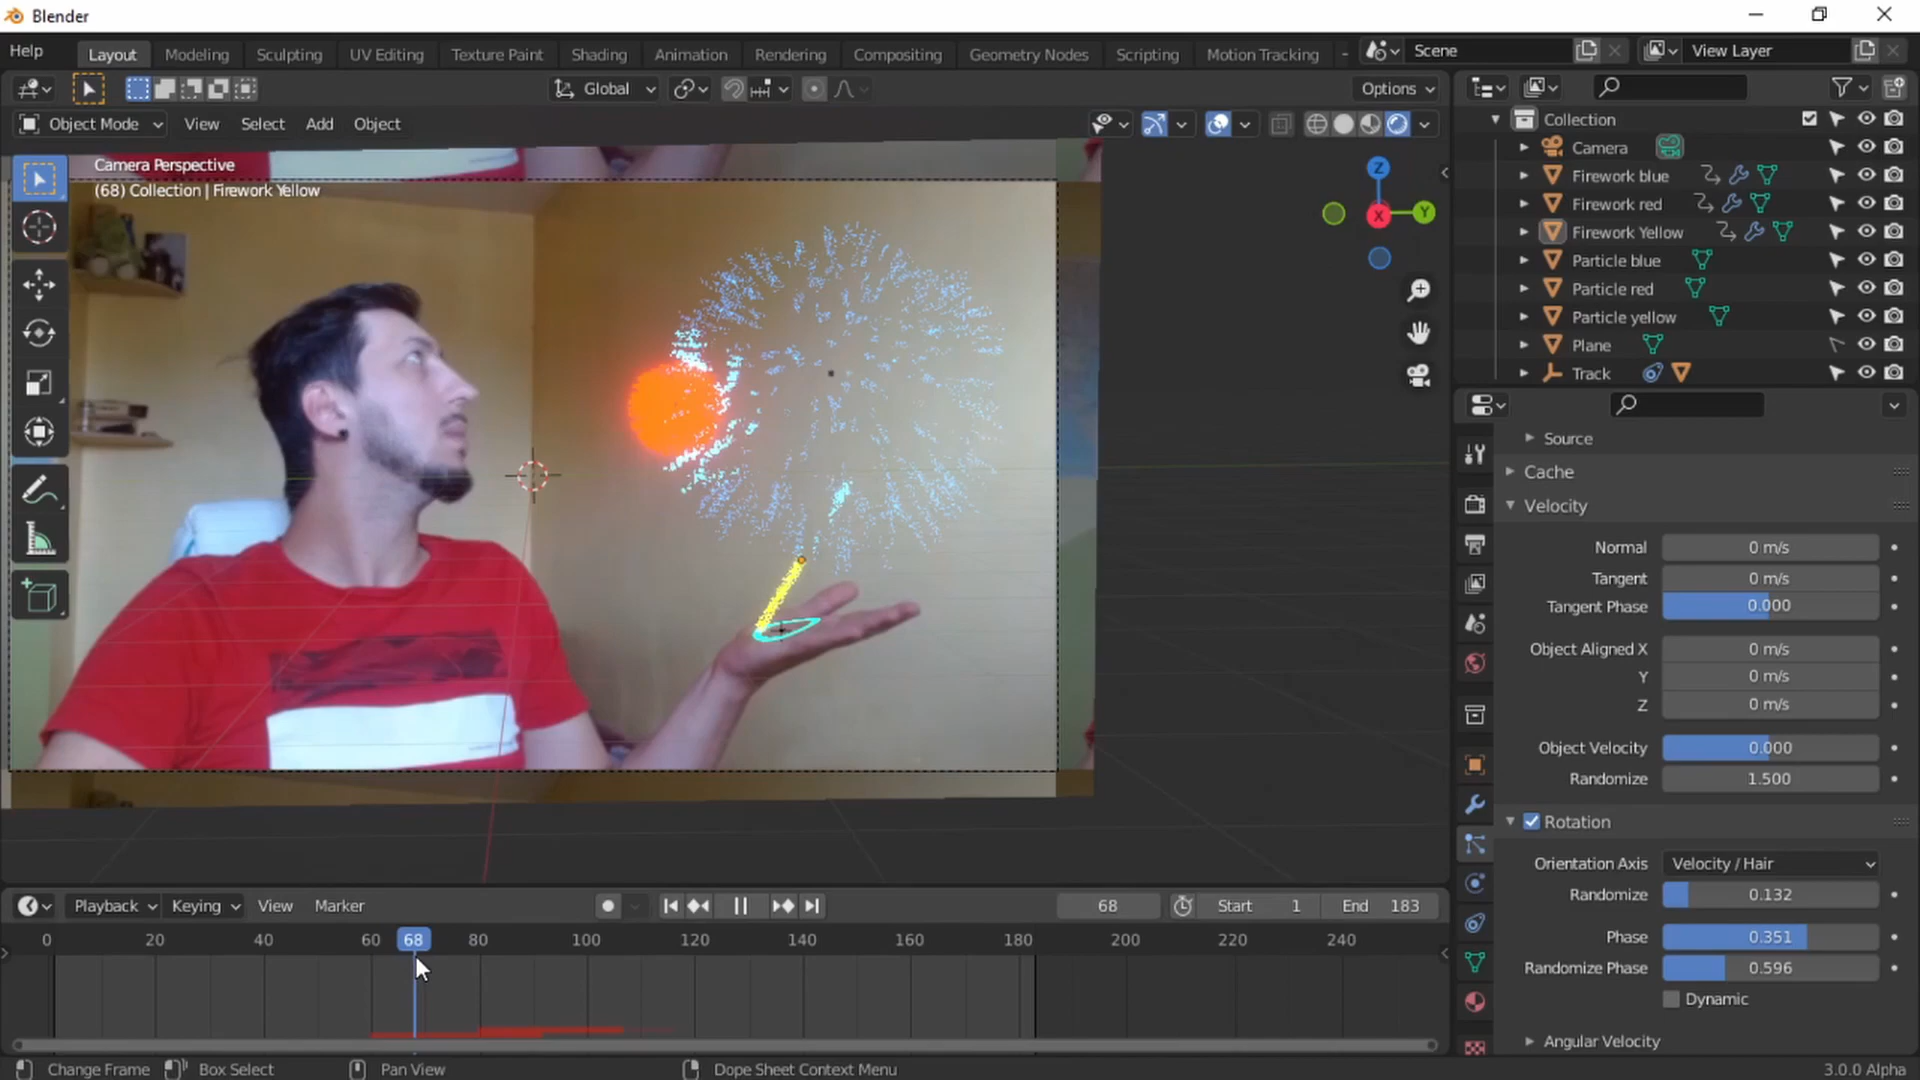 Blender
Help
Layout
Modeling
Sculpting
UV Editing
Texture Paint
Shading
Animation
Rendering
Compositing
Geometry Nodes
Scripting
Motion Tracking
Scene
View Layer
Global
Options
Object Mode
View
Select
Add
Object
Camera Perspective
(68) Collection | Firework Yellow
Z
X
Y
Collection
Camera
Firework blue
Firework red
Firework Yellow
Particle blue
Particle red
Particle yellow
Plane
Track
Source
Cache
Velocity
Normal 0 m/s
Tangent 0 m/s
Tangent Phase 0.000
Object Aligned X 0 m/s
Y 0 m/s
Z 0 m/s
Object Velocity 0.000
Randomize 1.500
Rotation
Orientation Axis Velocity / Hair
Randomize 0.132
Phase 0.351
Randomize Phase 0.596
Dynamic
Angular Velocity
Playback
Keying
View
Marker
68
Start 1
End 183
0 20 40 60 68 80 100 120 140 160 180 200 220 240
Change Frame
Box Select
Pan View
Dope Sheet Context Menu
3.0.0 Alpha